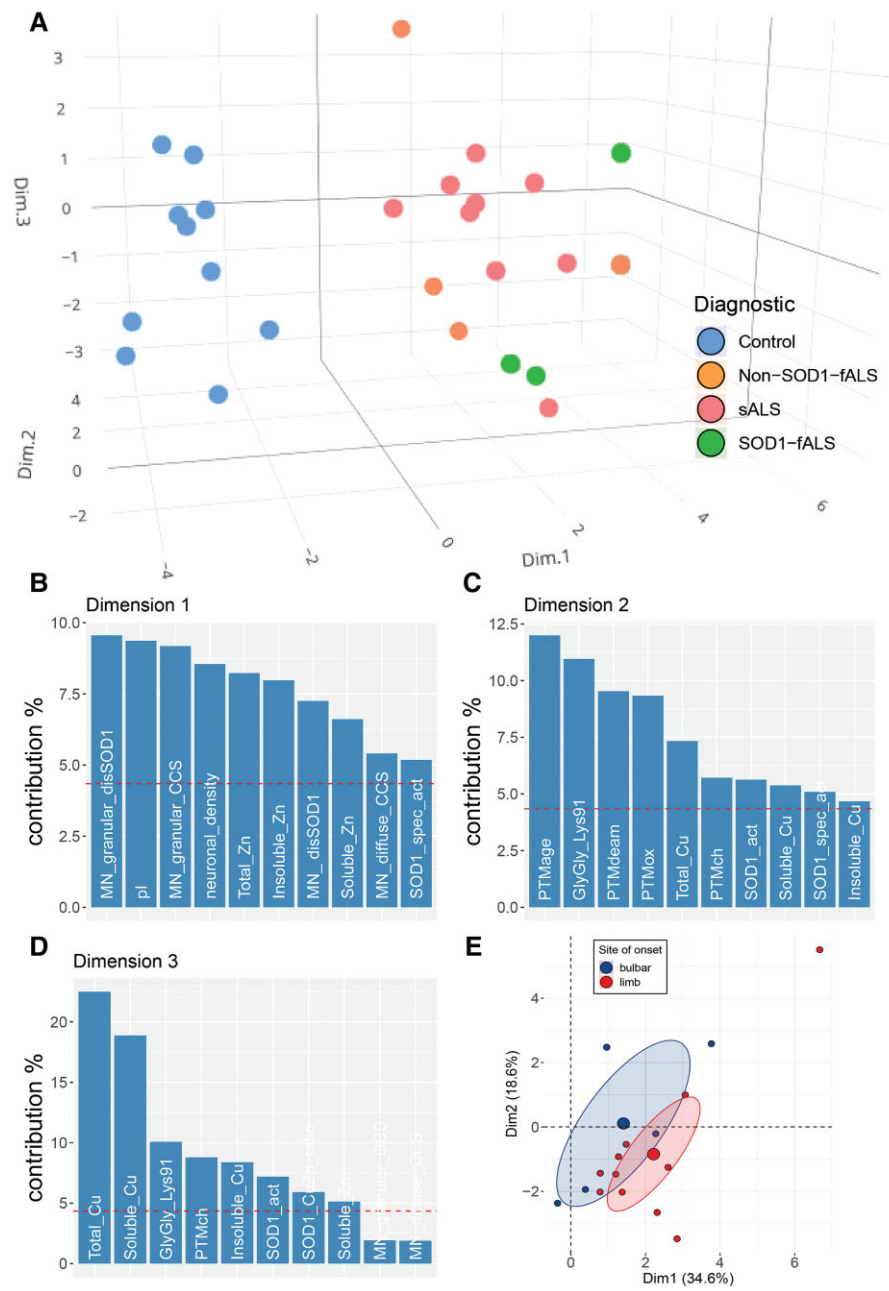 A
3
2
1
0
−1
−2
−3
Dim.3
4
2
0
−2
Dim.2
−4
−2
0
2
4
6
Dim.1
Diagnostic
Control
Non−SOD1−fALS
sALS
SOD1−fALS
B
Dimension 1
contribution %
10.0
7.5
5.0
2.5
0.0
MN_granular_disSOD1
pI
MN_granular_CCS
neuronal_density
Total_Zn
Insoluble_Zn
MN_disSOD1
Soluble_Zn
MN_diffuse_CCS
SOD1_spec_act
C
Dimension 2
contribution %
12.5
10.0
7.5
5.0
2.5
0.0
PTMage
GlyGly_Lys91
PTMdeam
PTMox
Total_Cu
PTMch
SOD1_act
Soluble_Cu
SOD1_spec_act
Insoluble_Cu
D
Dimension 3
contribution %
20
15
10
5
0
Total_Cu
Soluble_Cu
GlyGly_Lys91
PTMch
Insoluble_Cu
SOD1_act
SOD1_CuZn_ratio
Soluble_Zn
MN_granular_CCS
MN_diffuse_CCS
E
Site of onset
bulbar
limb
4
2
0
−2
Dim2 (18.6%)
0
2
4
6
Dim1 (34.6%)